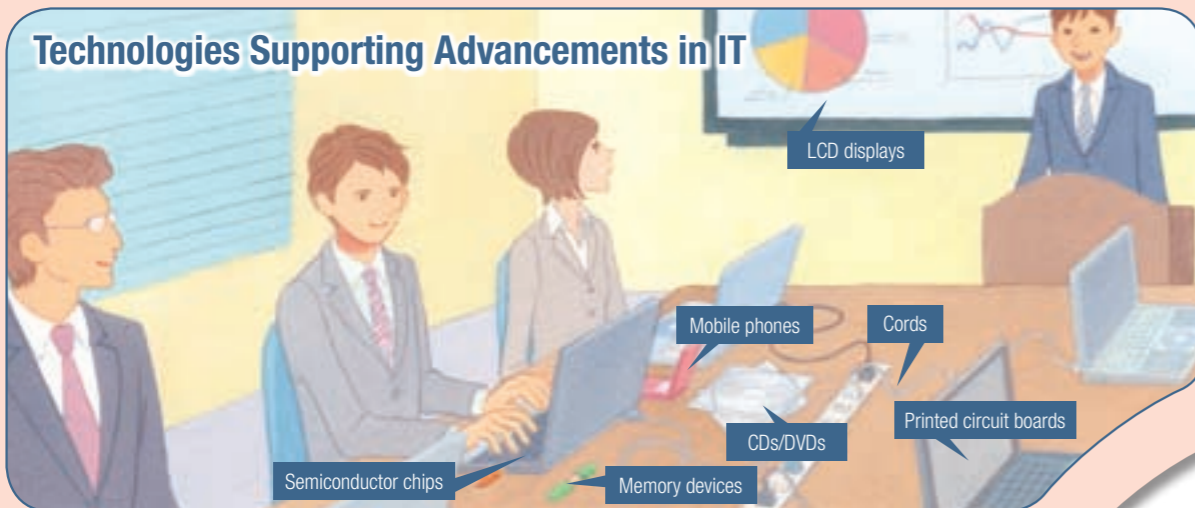 Technologies Supporting Advancements in IT
LCD displays
Mobile phones
Cords
Printed circuit boards
CDs/DVDs
Semiconductor chips
Memory devices